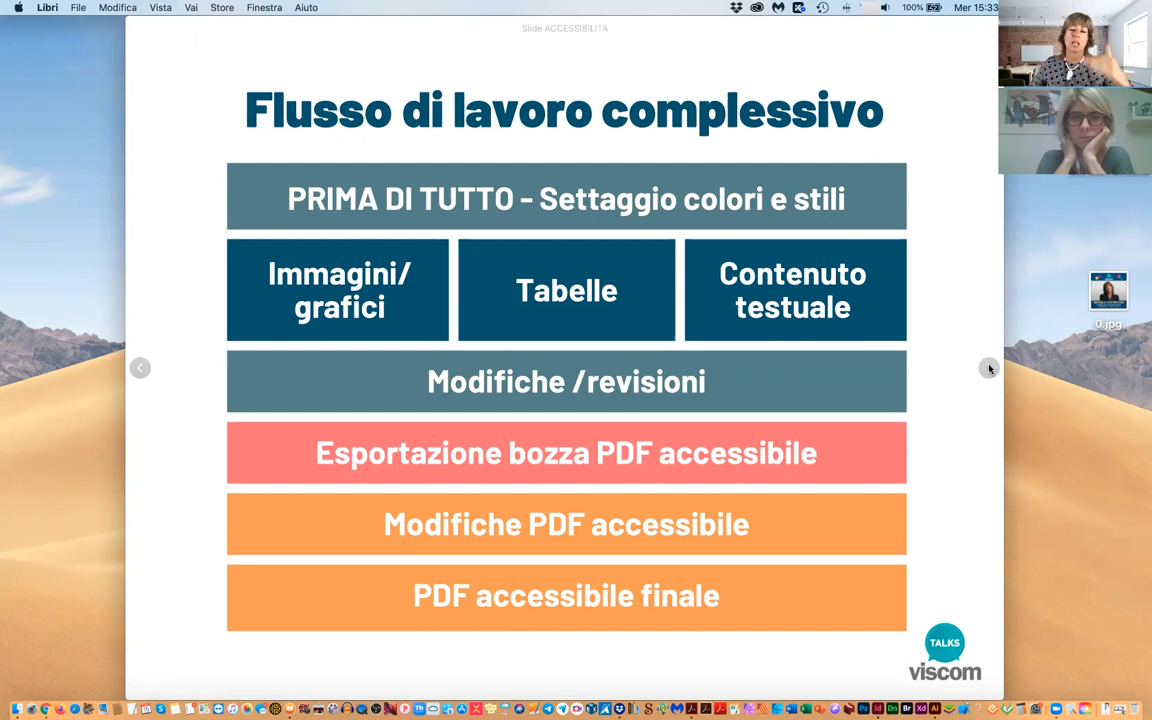 Libri File Modifica Vista Vai Store Finestra Aiuto 100% Mer 15:33
Slide ACCESSIBILITA
Flusso di lavoro complessivo
PRIMA DI TUTTO - Settaggio colori e stili
Immagini/
grafici
Tabelle
Contenuto
testuale
Modifiche /revisioni
Esportazione bozza PDF accessibile
Modifiche PDF accessibile
PDF accessibile finale
TALKS
viscom
0.jpg